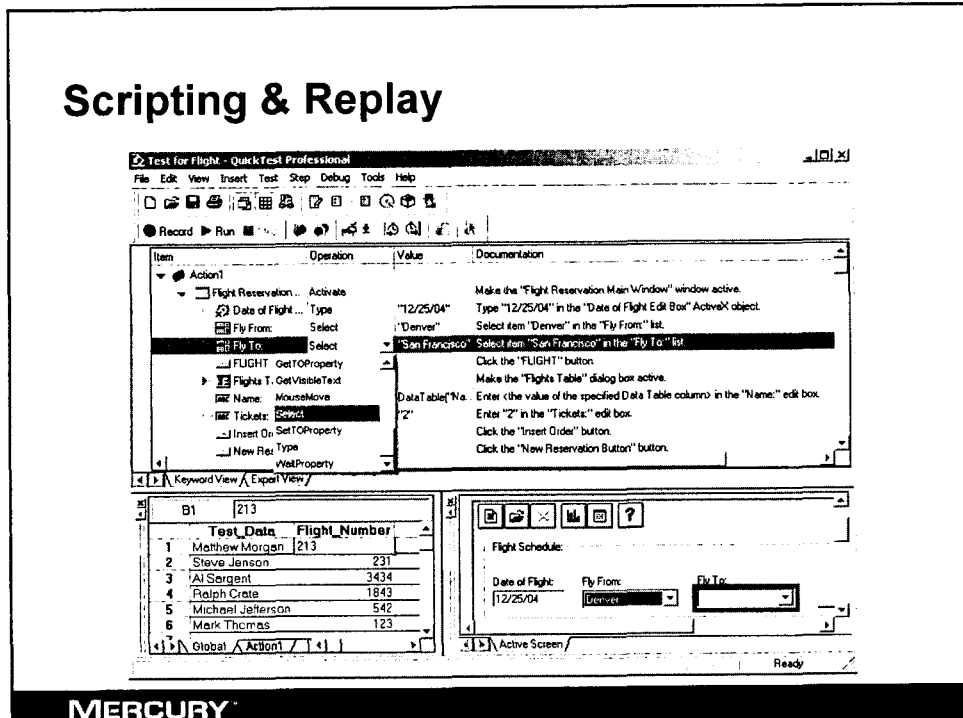 Scripting & Replay
Test for Flight - QuickTest Professional
File Edit View Insert Test Step Debug Tools Help
Record Run
Item Operation Value Documentation
Action1
Flight Reservation... Activate Make the "Flight Reservation Main Window" window active.
Date of Flight... Type "12/25/04" Type "12/25/04" in the "Date of Flight Edit Box" ActiveX object.
Fly From: Select "Denver" Select item "Denver" in the "Fly From:" list.
Fly To: Select "San Francisco" Select item "San Francisco" in the "Fly To:" list
FLIGHT GetTOProperty Click the "FLIGHT" button.
Flights T. GetVisibleText Make the "Flights Table" dialog box active.
Name: MouseMove DataTable("Na... Enter <the value of the specified Data Table column> in the "Name:" edit box.
Tickets: Select "2" Enter "2" in the "Tickets:" edit box.
Insert Or SetTOProperty Click the "Insert Order" button.
New Res Type Click the "New Reservation Button" button.
WaitProperty
Keyword View Expert View
B1 213
Test_Data Flight_Number
1 Matthew Morgan 213
2 Steve Jenson 231
3 Al Sargent 3434
4 Ralph Crate 1843
5 Michael Jefferson 542
6 Mark Thomas 123
Global Action1
Flight Schedule:
Date of Flight: Fly From: Fly To:
12/25/04 Denver
Active Screen
Ready
MERCURY™